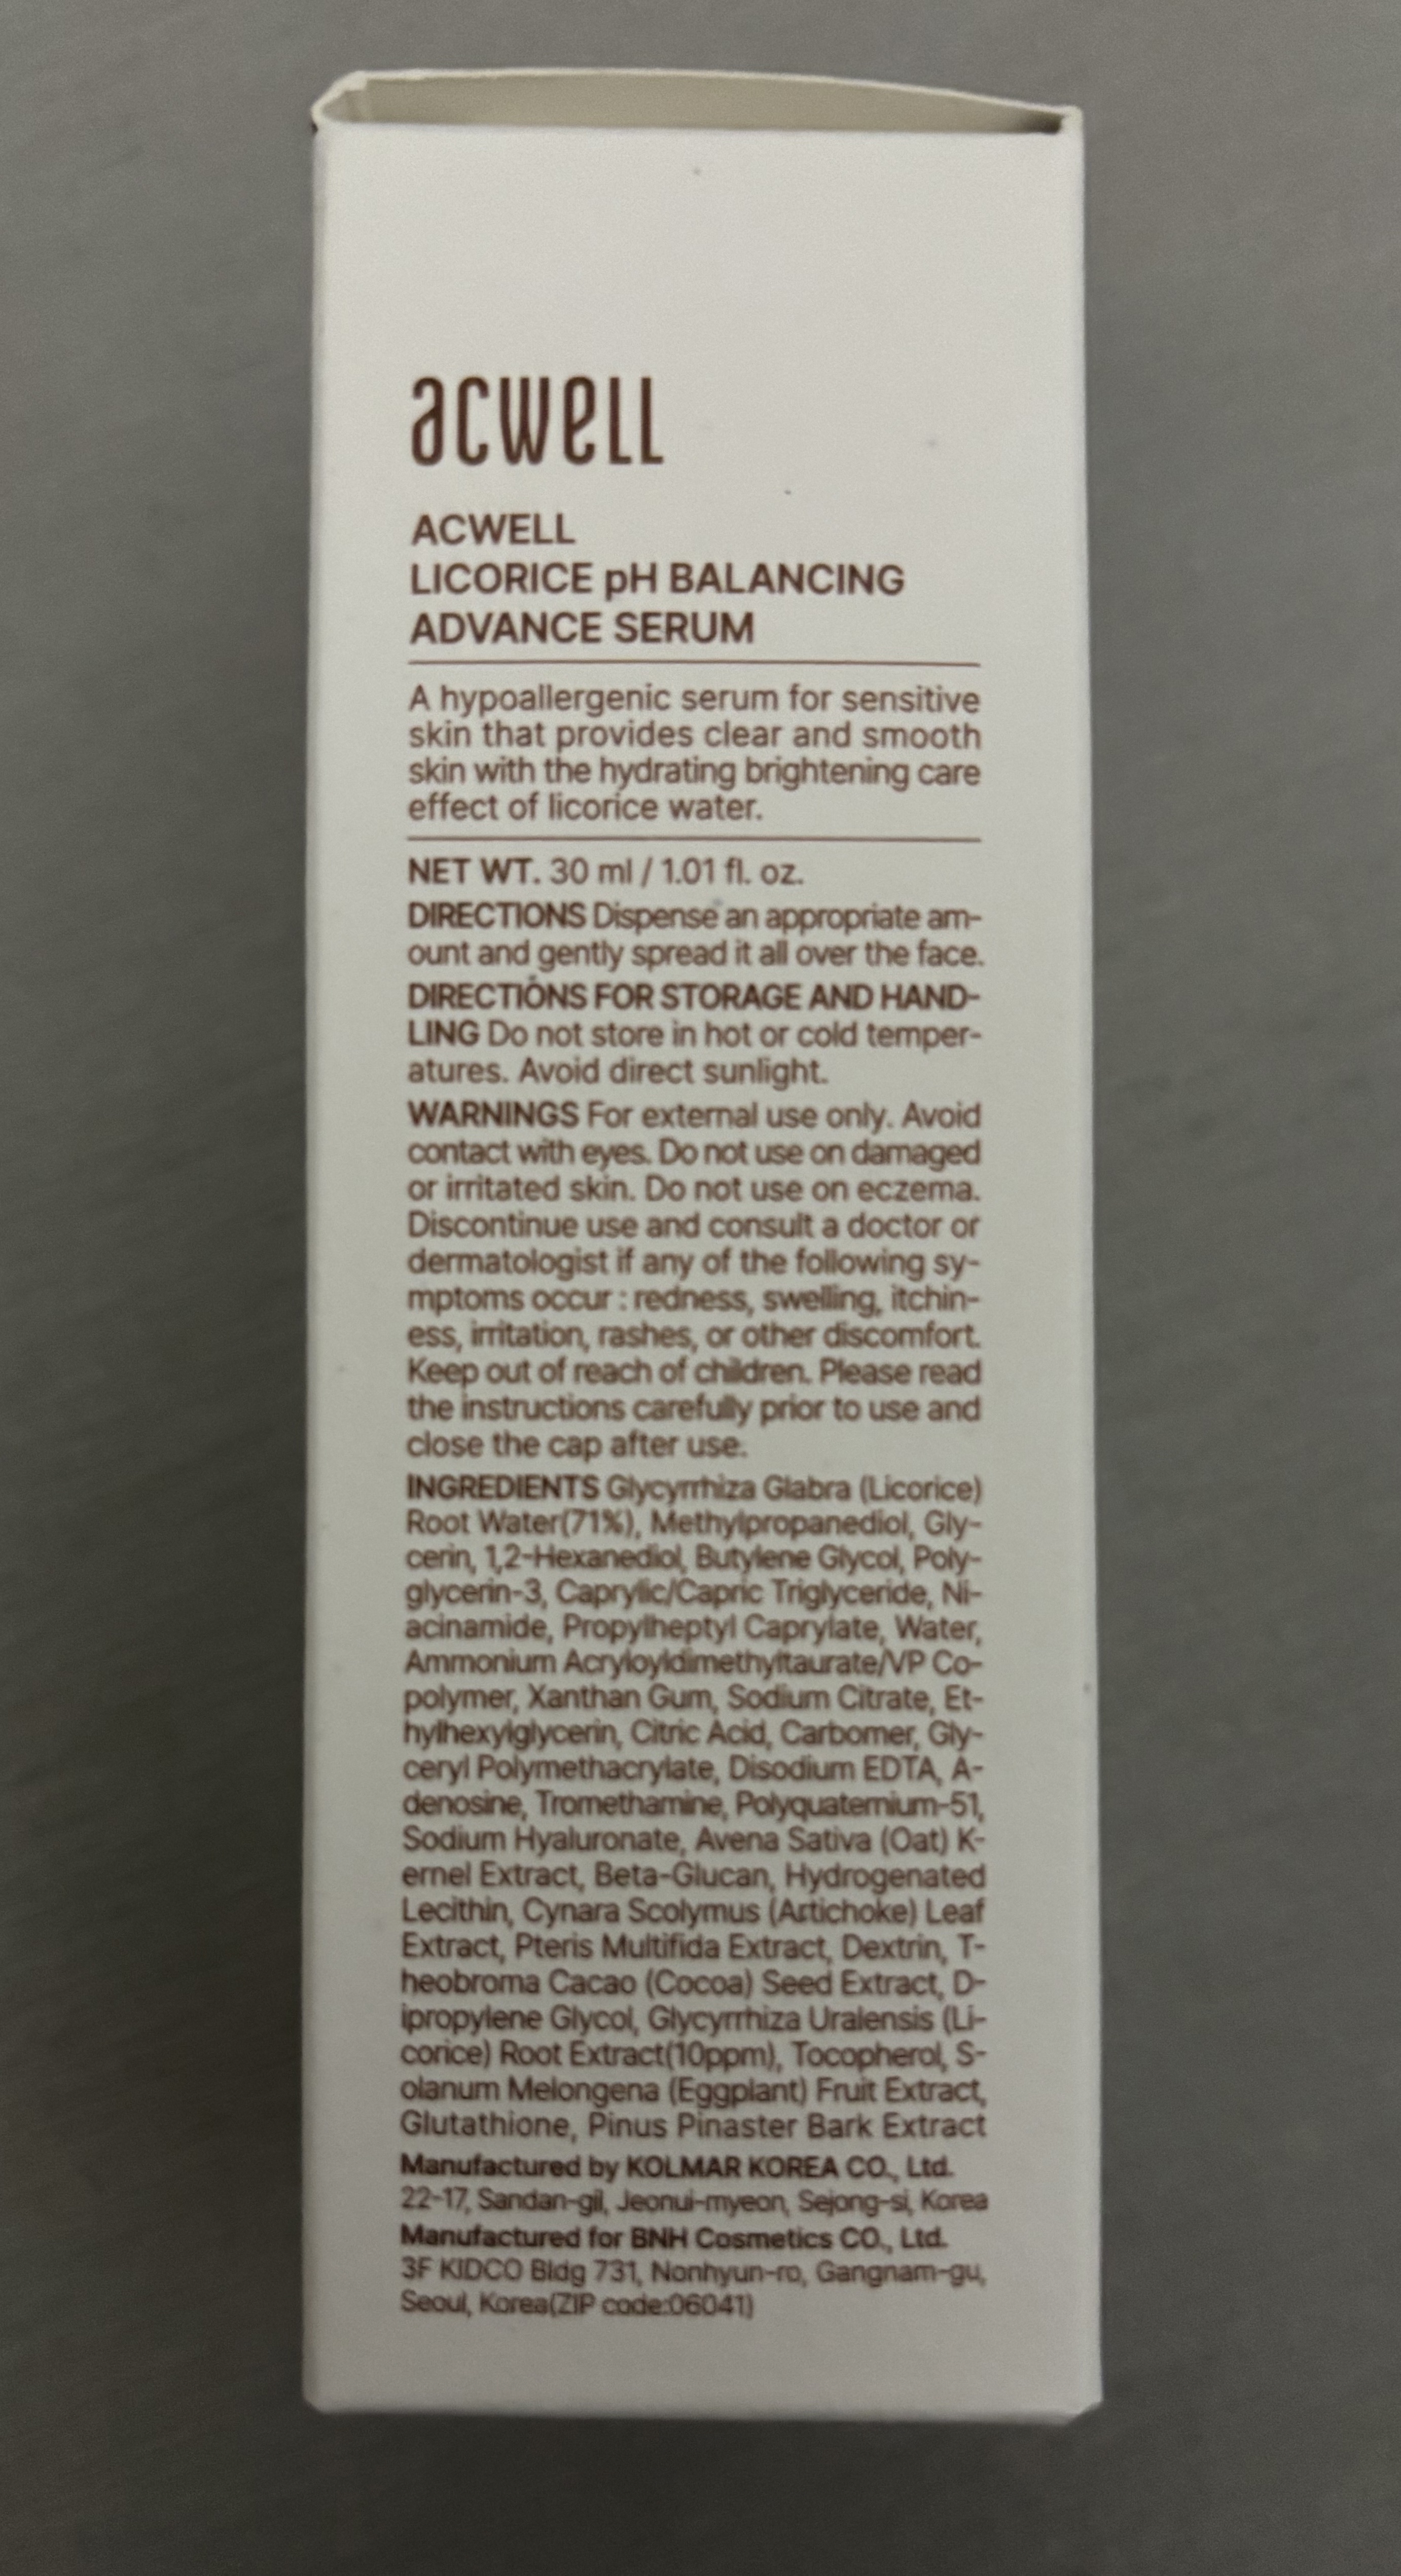 acwell
ACWELL
LICORICE pH BALANCING
ADVANCE SERUM
A hypoallergenic serum for sensitive
skin that provides clear and smooth
skin with the hydrating brightening care
effect of licorice water.
NET WT. 30 ml / 1.01 fl. oz.
DIRECTIONS Dispense an appropriate am-
ount and gently spread it all over the face.
DIRECTIONS FOR STORAGE AND HAND-
LING Do not store in hot or cold temper-
atures. Avoid direct sunlight.
WARNINGS For external use only. Avoid
contact with eyes. Do not use on damaged
or irritated skin. Do not use on eczema.
Discontinue use and consult a doctor or
dermatologist if any of the following sy-
mptoms occur : redness, swelling, itchin-
ess, irritation, rashes, or other discomfort.
Keep out of reach of children. Please read
the instructions carefully prior to use and
close the cap after use.
INGREDIENTS Glycyrrhiza Glabra (Licorice)
Root Water(71%), Methylpropanediol, Gly-
cerin, 1,2-Hexanediol, Butylene Glycol, Poly-
glycerin-3, Caprylic/Capric Triglyceride, Ni-
acinamide, Propylheptyl Caprylate, Water,
Ammonium Acryloyldimethyltaurate/VP Co-
polymer, Xanthan Gum, Sodium Citrate, Et-
hylhexylglycerin, Citric Acid, Carbomer, Gly-
ceryl Polymethacrylate, Disodium EDTA, A-
denosine, Tromethamine, Polyquaternium-51,
Sodium Hyaluronate, Avena Sativa (Oat) K-
ernel Extract, Beta-Glucan, Hydrogenated
Lecithin, Cynara Scolymus (Artichoke) Leaf
Extract, Pteris Multifida Extract, Dextrin, T-
heobroma Cacao (Cocoa) Seed Extract, D-
ipropylene Glycol, Glycyrrhiza Uralensis (Li-
corice) Root Extract(10ppm), Tocopherol, S-
olanum Melongena (Eggplant) Fruit Extract,
Glutathione, Pinus Pinaster Bark Extract
Manufactured by KOLMAR KOREA CO., Ltd.
22-17, Sandan-gil, Jeonui-myeon, Sejong-si, Korea
Manufactured for BNH Cosmetics CO., Ltd.
3F KIDCO Bldg 731, Nonhyun-ro, Gangnam-gu,
Seoul, Korea(ZIP code:06041)